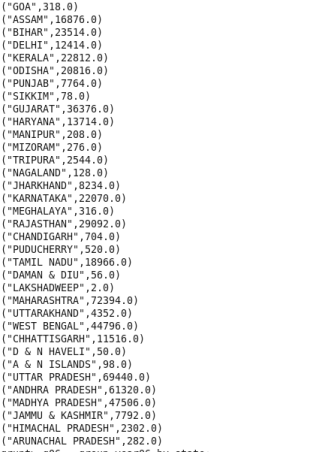 ("GOA",318.0)
("ASSAM",16876.0)
("BIHAR",23514.0)
("DELHI",12414.0)
("KERALA",22812.0)
("ODISHA",20816.0)
("PUNJAB",7764.0)
("SIKKIM",78.0)
("GUJARAT",36376.0)
("HARYANA",13714.0)
("MANIPUR",208.0)
("MIZORAM",276.0)
("TRIPURA",2544.0)
("NAGALAND",128.0)
("JHARKHAND",8234.0)
("KARNATAKA",22070.0)
("MEGHALAYA",316.0)
("RAJASTHAN",29092.0)
("CHANDIGARH",704.0)
("PUDUCHERRY",520.0)
("TAMIL NADU",18966.0)
("DAMAN & DIU",56.0)
("LAKSHADWEEP",2.0)
("MAHARASHTRA",72394.0)
("UTTARAKHAND",4352.0)
("WEST BENGAL",44796.0)
("CHHATTISGARH",11516.0)
("D & N HAVELI",50.0)
("A & N ISLANDS",98.0)
("UTTAR PRADESH",69440.0)
("ANDHRA PRADESH",61320.0)
("MADHYA PRADESH",47506.0)
("JAMMU & KASHMIR",7792.0)
("HIMACHAL PRADESH",2302.0)
("ARUNACHAL PRADESH",282.0)